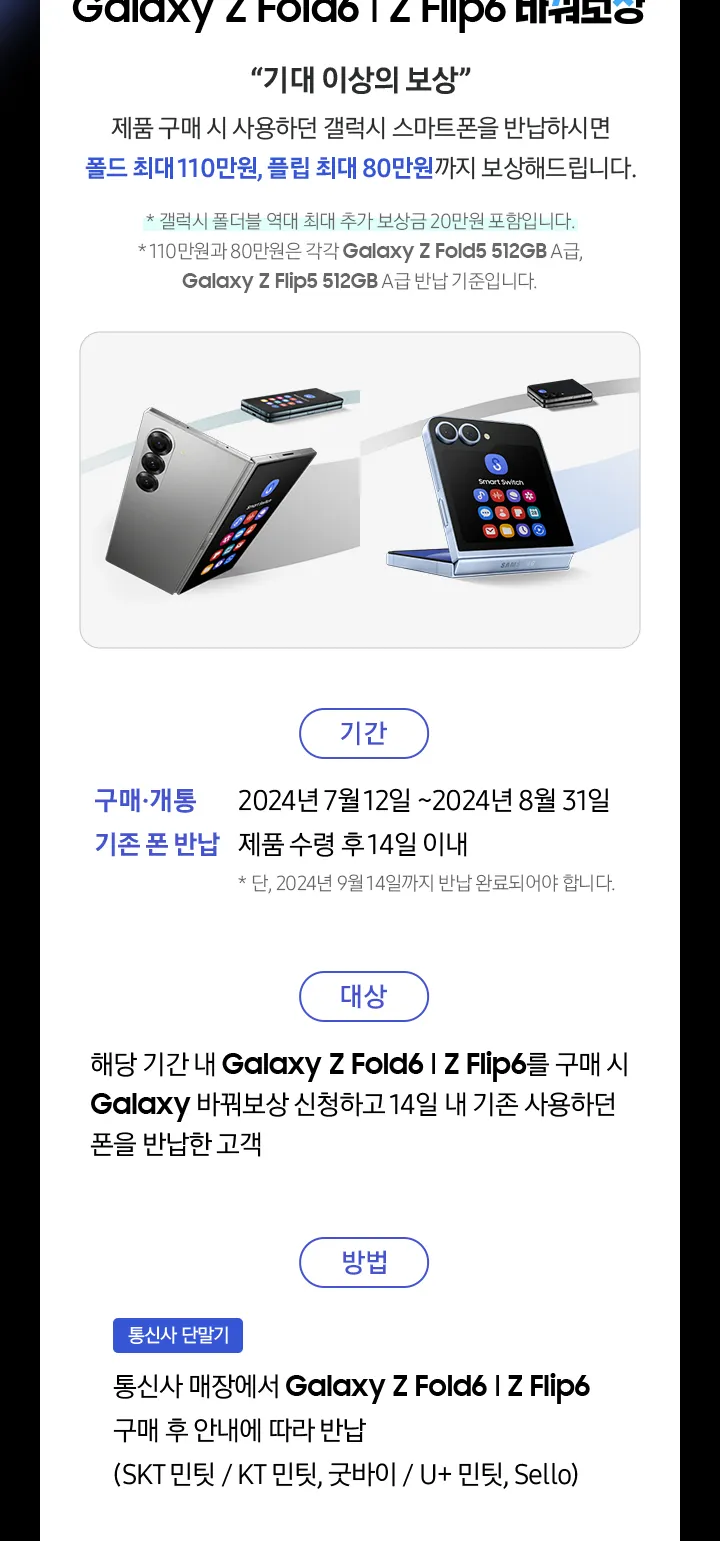 Galaxy Z Fold6 | Z Flip6 바꿔보상
“기대 이상의 보상”
제품 구매 시 사용하던 갤럭시 스마트폰을 반납하시면
폴드 최대 110만원, 플립 최대 80만원까지 보상해드립니다.
* 갤럭시 폴더블 역대 최대 추가 보상금 20만원 포함입니다.
* 110만원과 80만원은 각각 Galaxy Z Fold5 512GB A급,
Galaxy Z Flip5 512GB A급 반납 기준입니다.
Smart Switch
Smart Switch
SAMSUNG
기간
구매·개통 2024년 7월 12일 ~2024년 8월 31일
기존 폰 반납 제품 수령 후 14일 이내
* 단, 2024년 9월 14일까지 반납 완료되어야 합니다.
대상
해당 기간 내 Galaxy Z Fold6 | Z Flip6를 구매 시
Galaxy 바꿔보상 신청하고 14일 내 기존 사용하던
폰을 반납한 고객
방법
통신사 단말기
통신사 매장에서 Galaxy Z Fold6 | Z Flip6
구매 후 안내에 따라 반납
(SKT 민팃 / KT 민팃, 굿바이 / U+ 민팃, Sello)